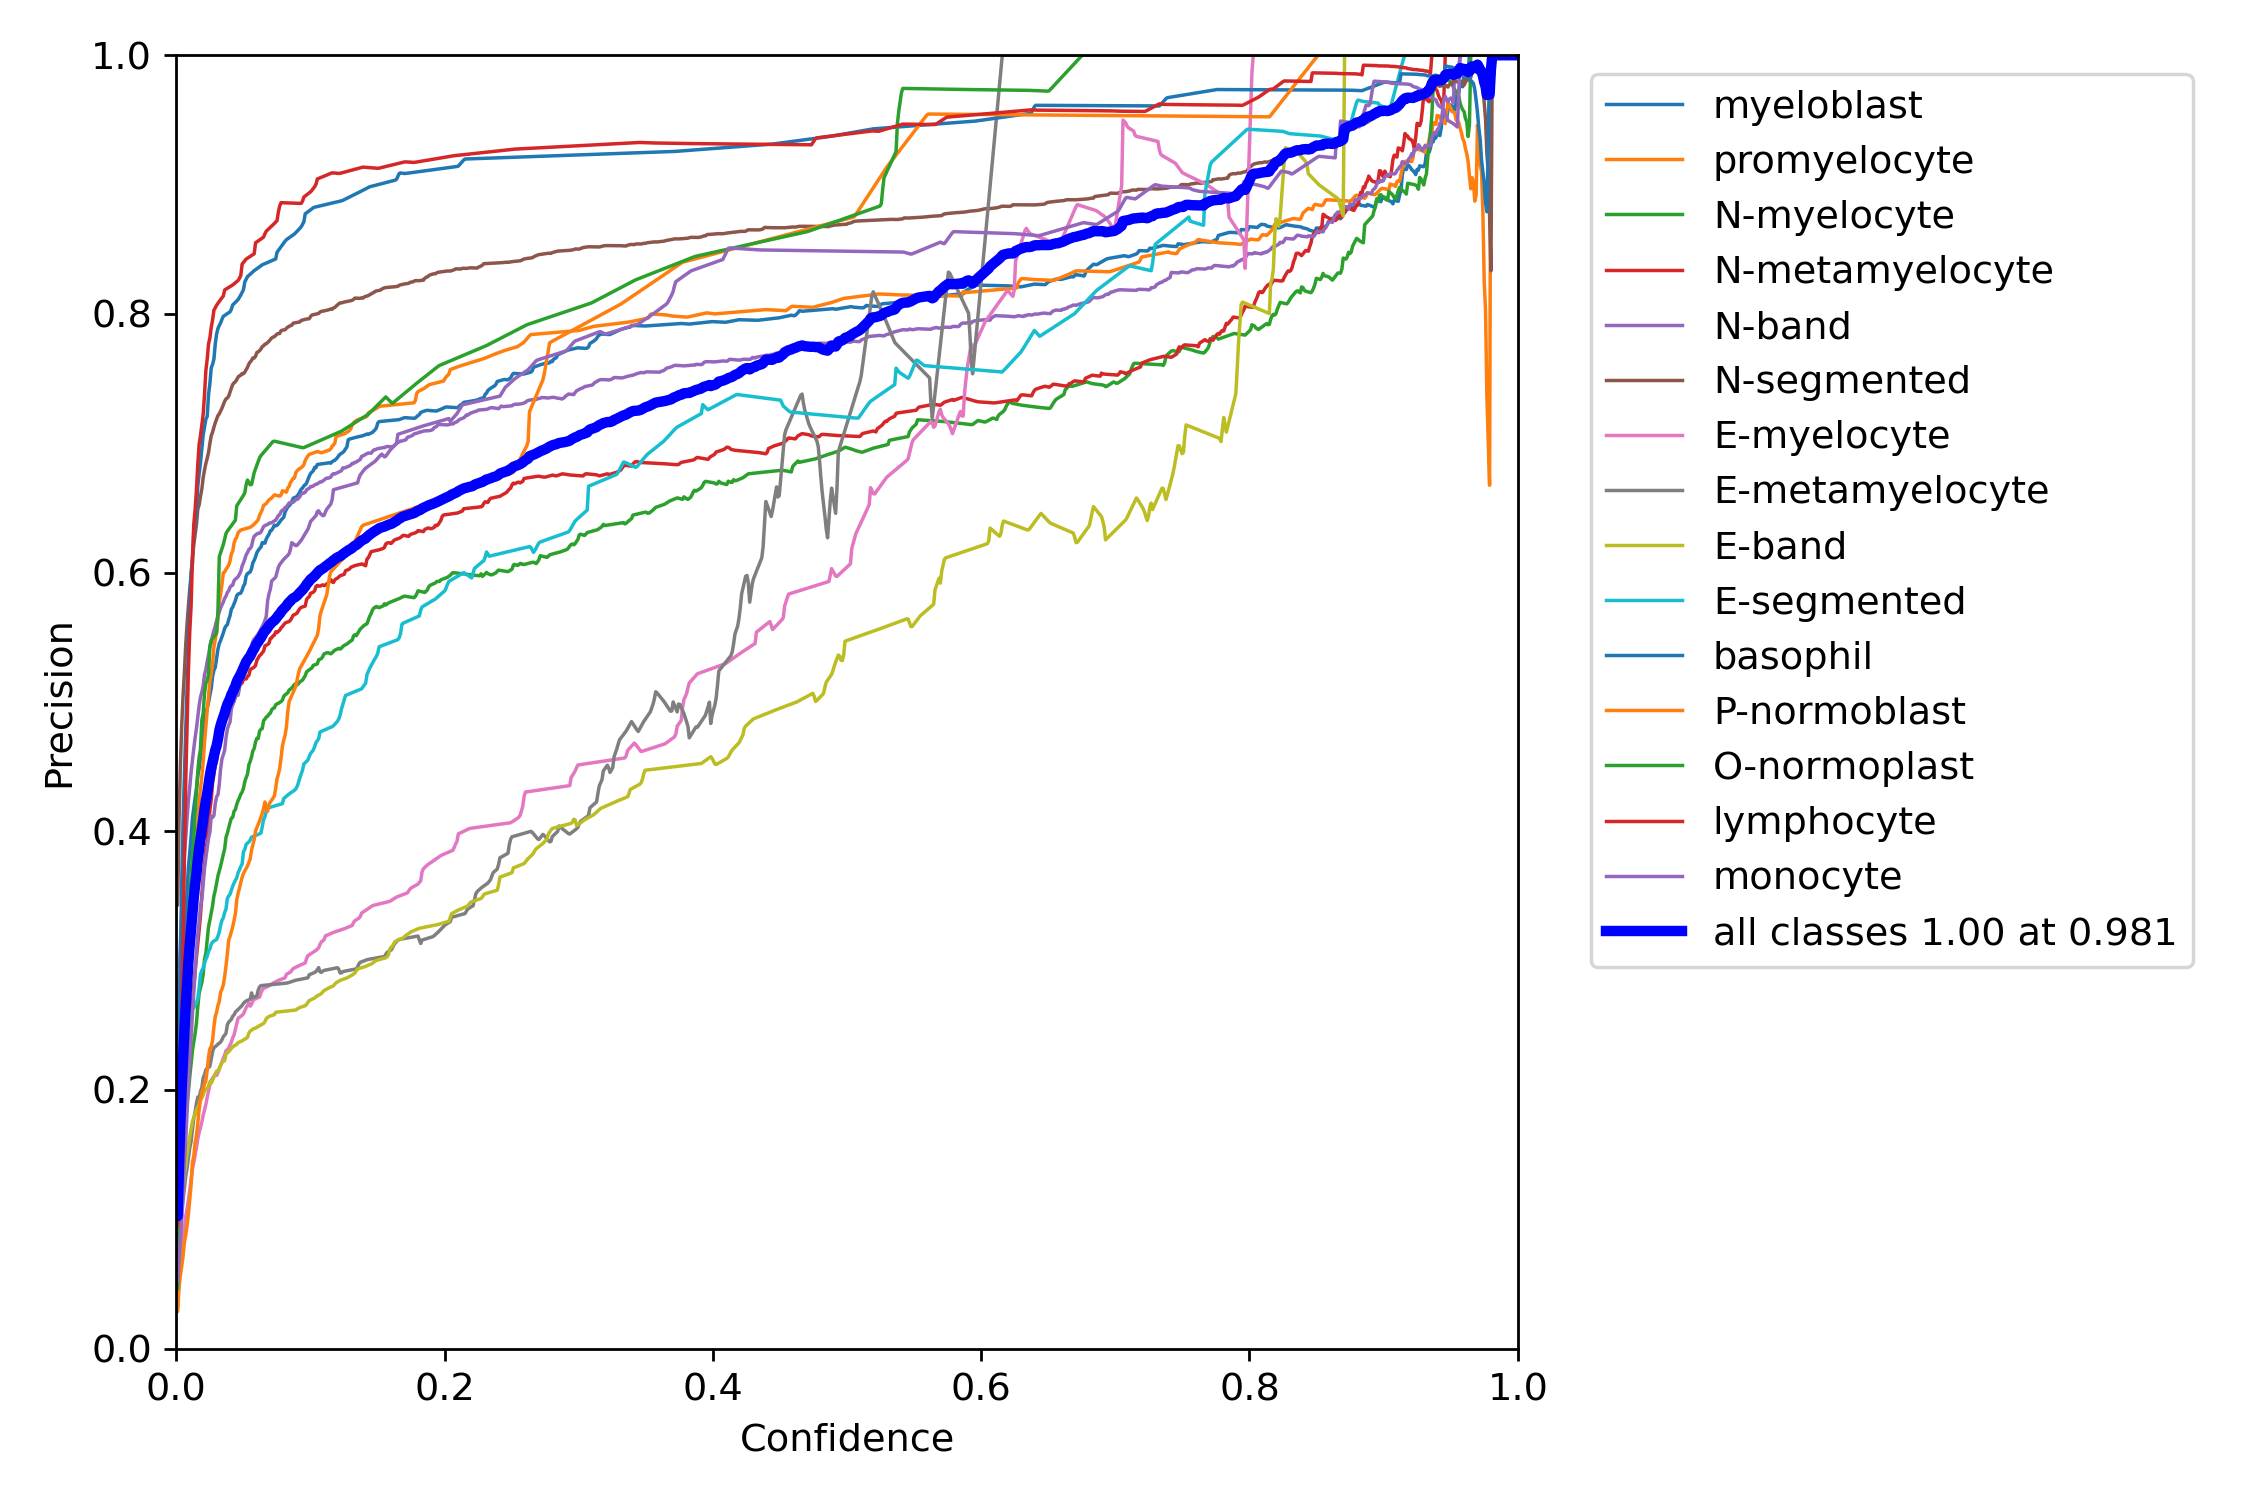 1.0
0.8
0.6
0.4
0.2
0.0
Precision
0.0 0.2 0.4 0.6 0.8 1.0
Confidence
myeloblast
promyelocyte
N-myelocyte
N-metamyelocyte
N-band
N-segmented
E-myelocyte
E-metamyelocyte
E-band
E-segmented
basophil
P-normoblast
O-normoplast
lymphocyte
monocyte
all classes 1.00 at 0.981